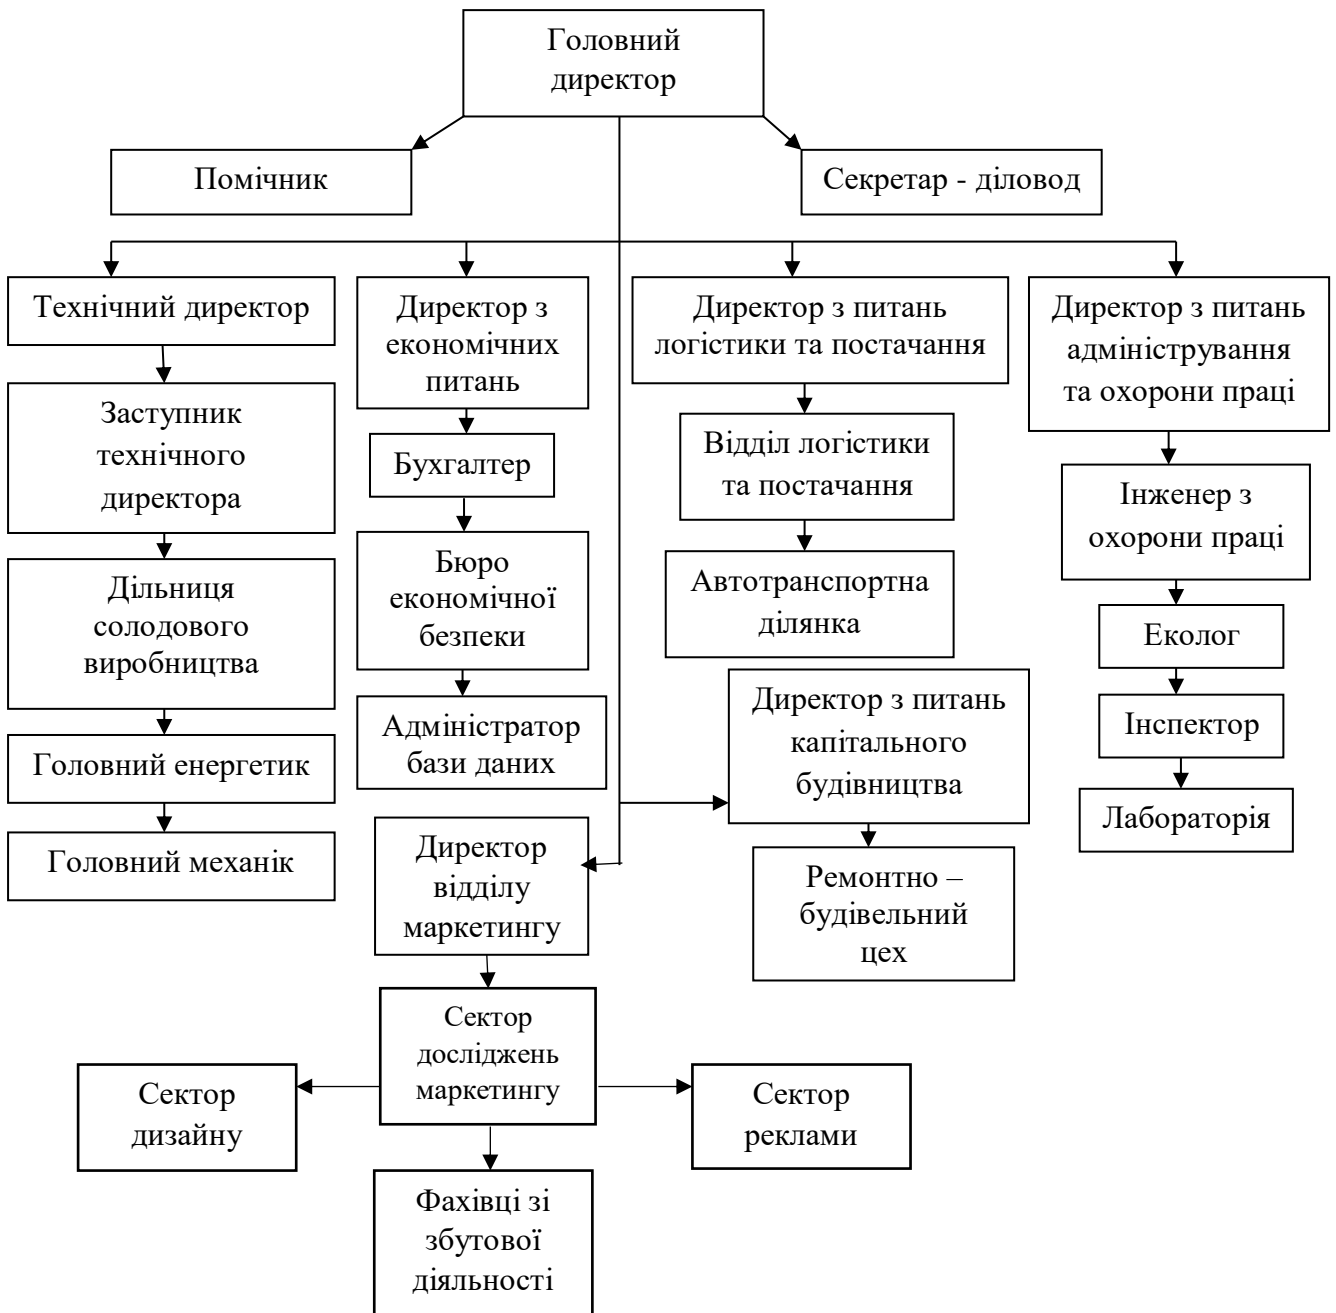 Головний
директор
Помічник
Секретар - діловод
Технічний директор
Заступник
технічного
директора
Дільниця
солодового
виробництва
Головний енергетик
Головний механік
Директор з
економічних
питань
Бухгалтер
Бюро
економічної
безпеки
Адміністратор
бази даних
Директор з питань
логістики та постачання
Відділ логістики
та постачання
Автотранспортна
ділянка
Директор з питань
адміністрування
та охорони праці
Інженер з
охорони праці
Еколог
Інспектор
Лабораторія
Директор з питань
капітального
будівництва
Ремонтно –
будівельний
цех
Директор
відділу
маркетингу
Сектор
досліджень
маркетингу
Сектор
дизайну
Сектор
реклами
Фахівці зі
збутової
діяльності